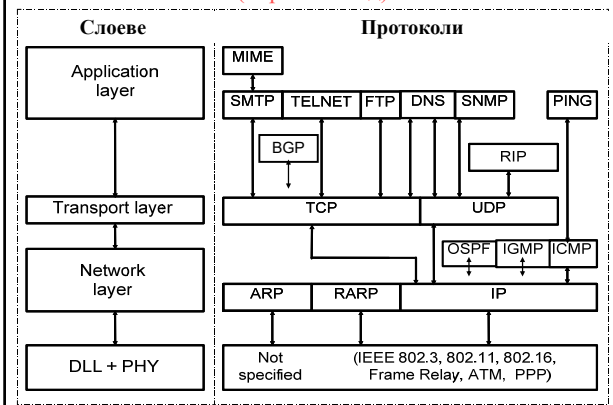 Слоеве
Протоколи
MIME
Application
layer
SMTP TELNET FTP DNS SNMP PING
BGP
RIP
Transport layer
TCP UDP
OSPF IGMP ICMP
Network
layer
ARP RARP IP
DLL + PHY
Not
specified
(IEEE 802.3, 802.11, 802.16,
Frame Relay, ATM, PPP)